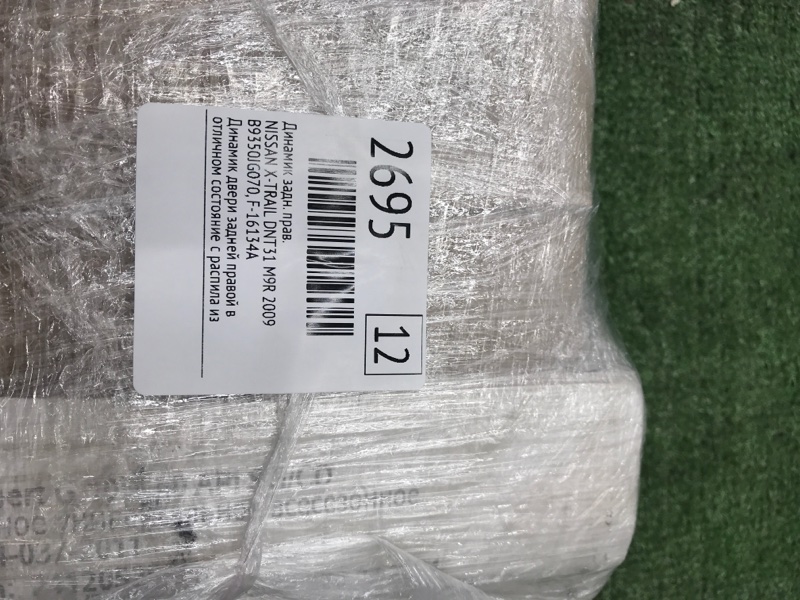 2695
12
Динамик задн. прав.
NISSAN X-TRAIL DNT31 M9R 2009
B9350JG070,F-16134A
Динамик двери задней правой в
отличном состояние с распила из